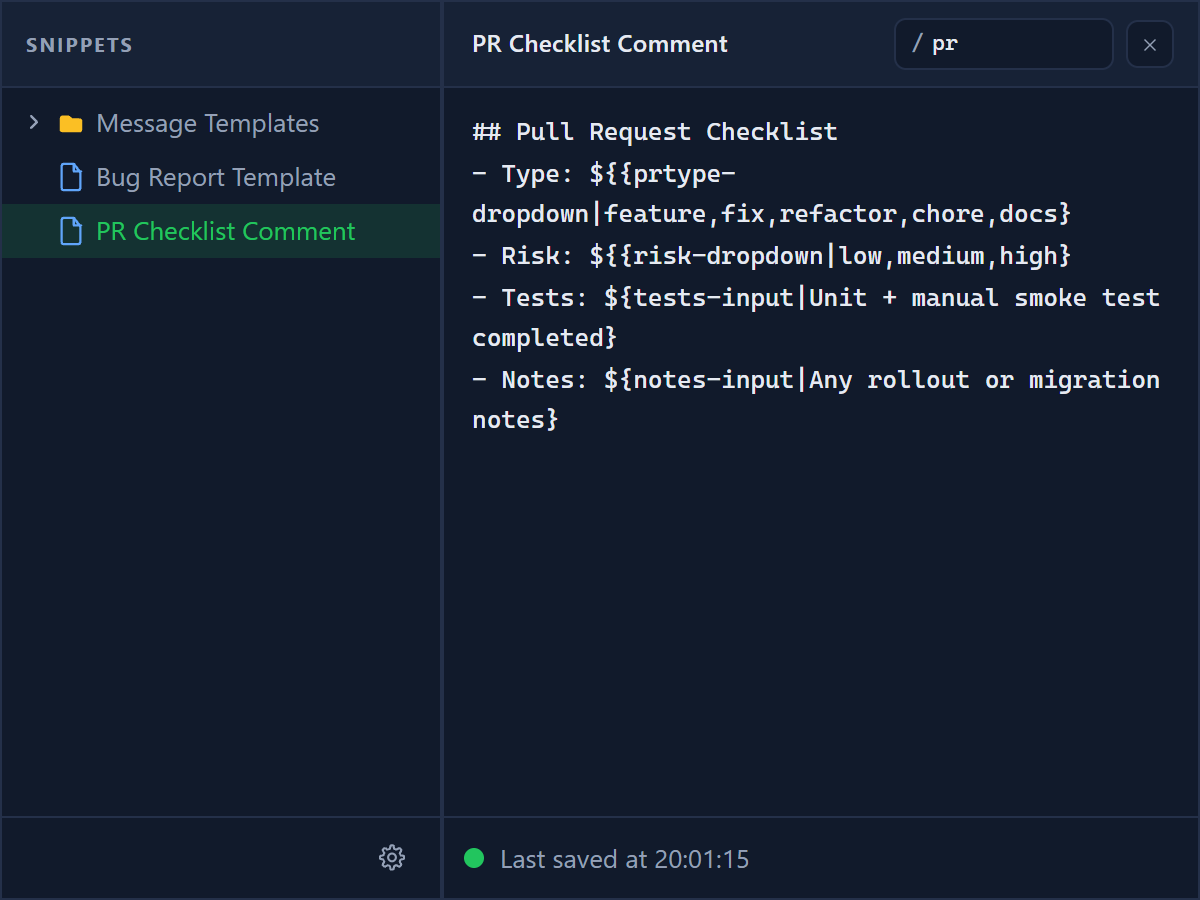 SNIPPETS
Message Templates
Bug Report Template
PR Checklist Comment
PR Checklist Comment
/ pr
## Pull Request Checklist
- Type: ${{prtype-
dropdown|feature,fix,refactor,chore,docs}
- Risk: ${{risk-dropdown|low,medium,high}
- Tests: ${tests-input|Unit + manual smoke test
completed}
- Notes: ${notes-input|Any rollout or migration
notes}
Last saved at 20:01:15